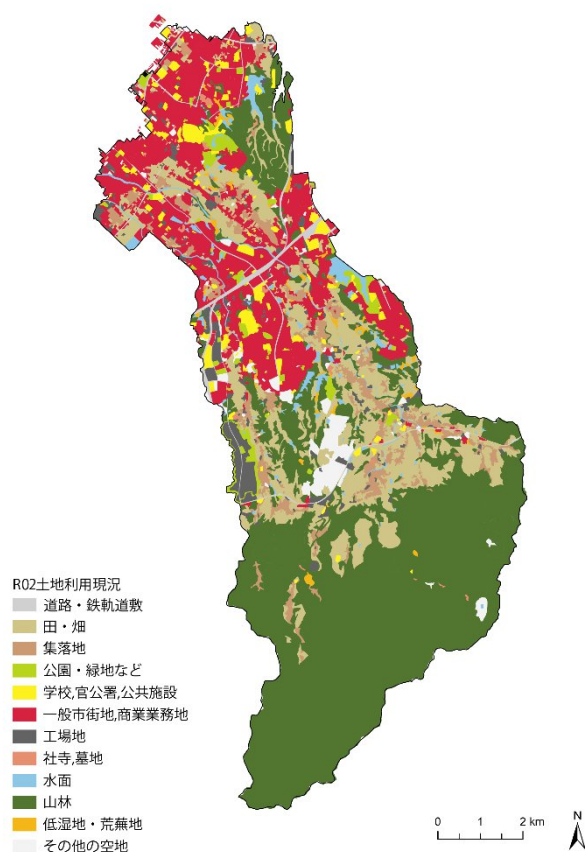 R02土地利用現況
道路・鉄軌道敷
田・畑
集落地
公園・緑地など
学校,官公署,公共施設
一般市街地,商業業務地
工場地
社寺,墓地
水面
山林
低湿地・荒蕪地
その他の空地
0 1 2 km
N